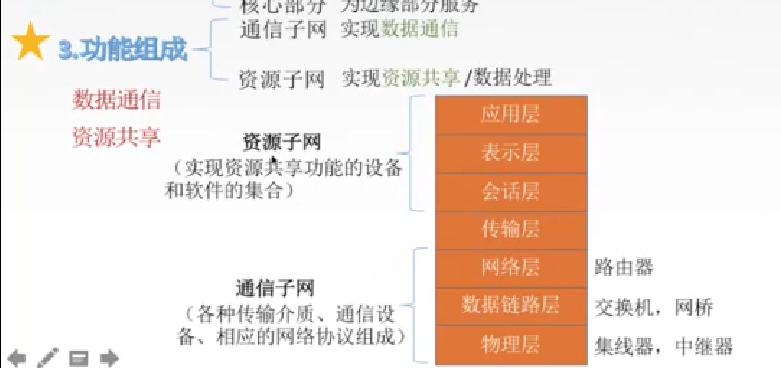 核心部分 为边缘部分服务
通信子网 实现数据通信
3.功能组成
资源子网 实现资源共享/数据处理
数据通信
资源共享
资源子网
（实现资源共享功能的设备
和软件的集合）
应用层
表示层
会话层
传输层
网络层 路由器
通信子网
（各种传输介质、通信设
备、相应的网络协议组成）
数据链路层 交换机，网桥
物理层 集线器，中继器